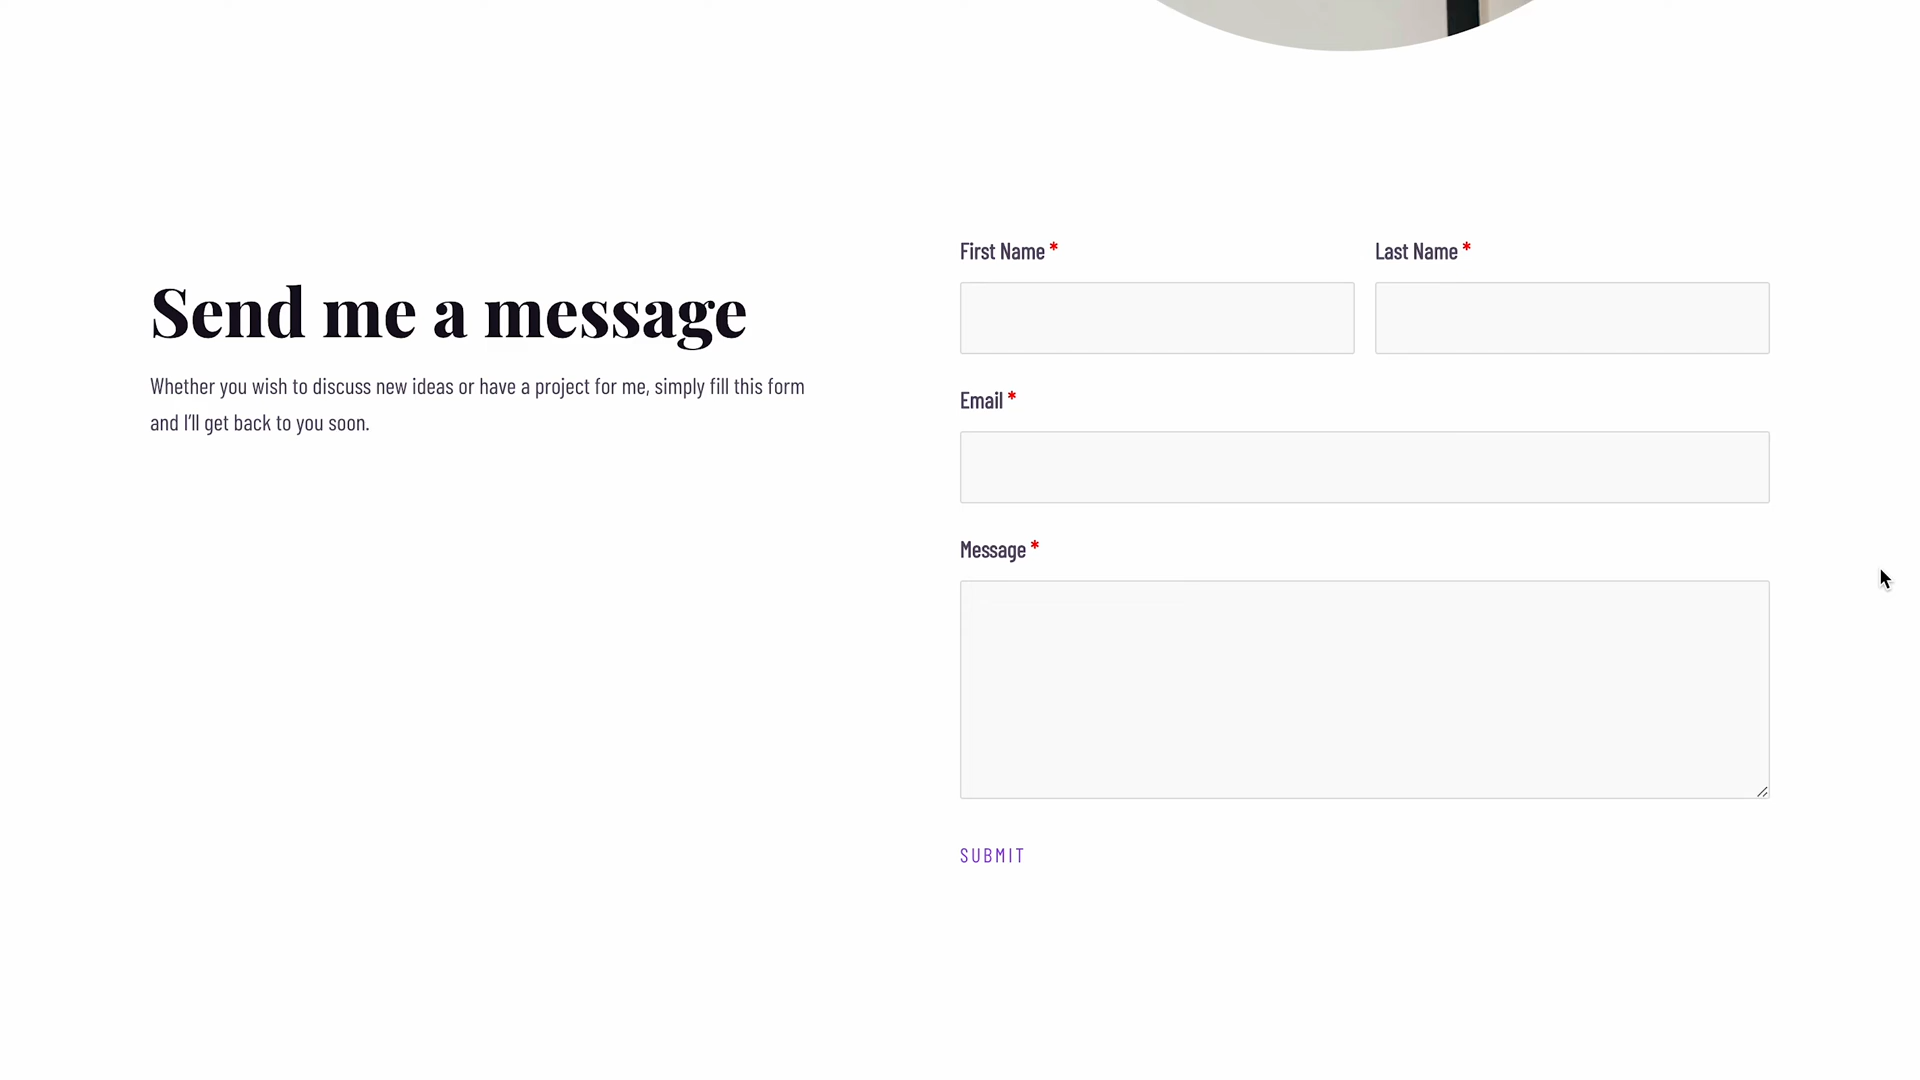 Send me a message
Whether you wish to discuss new ideas or have a project for me, simply fill this form
and I’ll get back to you soon.
First Name *
Last Name *
Email *
Message *
SUBMIT